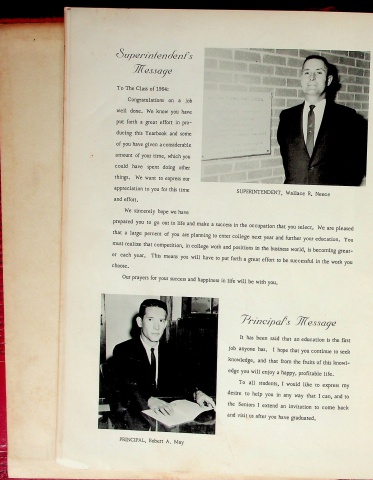 Superintendent's
Message
To The Class of 1964:
Congratulations on a job
well done. We know you have
put forth a great effort in pro-
ducing this Yearbook and some
of you have given a considerable
amount of your time, which you
could have spent doing other
things. We want to express our
appreciation to you for this time
and effort.
SUPERINTENDENT, Wallace R. Neece
We sincerely hope we have
prepared you to go out in life and make a success in the occupation that you select. We are pleased
that a large percent of you are planning to enter college next year and further your education. You
must realize that competition, in college work and positions in the business world, is becoming great-
er each year. This means you will have to put forth a great effort to be successful in the work you
choose.
Our prayers for your success and happiness in life will be with you.
Principal's Message
It has been said that an education is the first
job anyone has. I hope that you continue to seek
knowledge, and that from the fruits of this knowl-
edge you will enjoy a happy, profitable life.
To all students, I would like to express my
desire to help you in any way that I can, and to
the Seniors I extend an invitation to come back
and visit us after you have graduated.
PRINCIPAL, Robert A. May